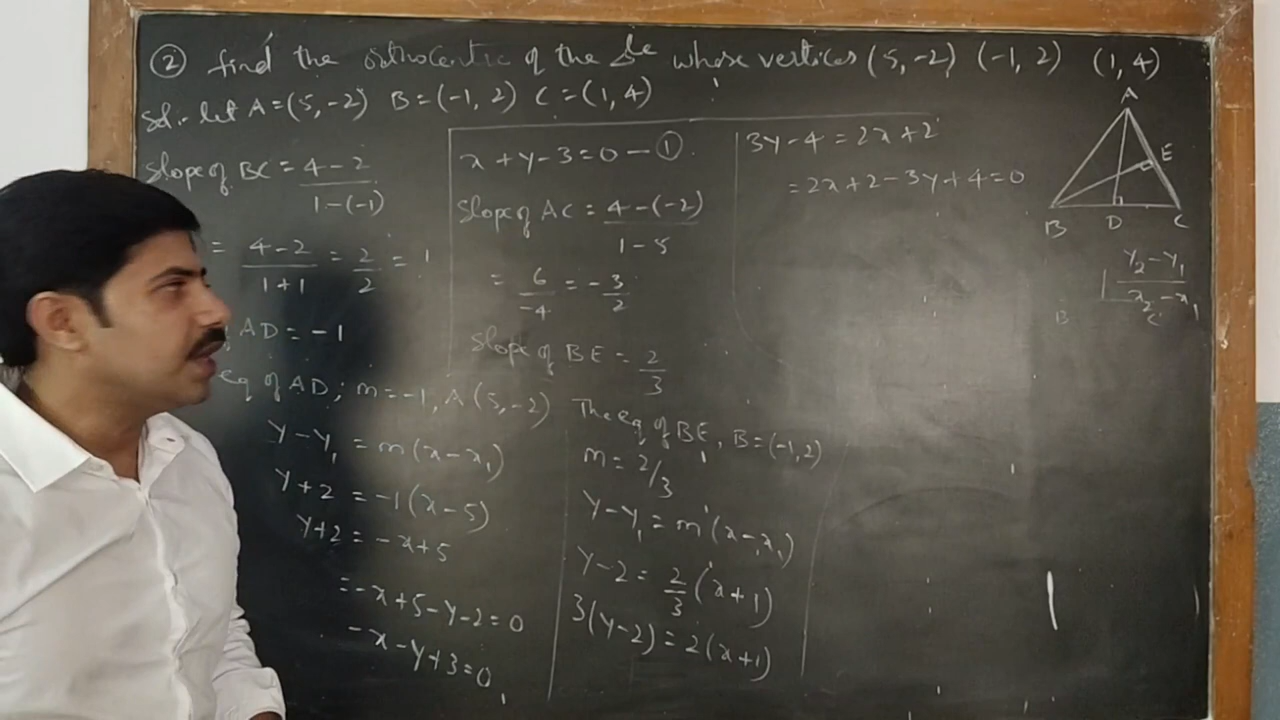 ② find the orthocentre of the Δle whose vertices (5, -2) (-1, 2) (1, 4)
Sol:- let A = (5, -2) B = (-1, 2) C = (1, 4)
Slope of BC = 4-2 / 1-(-1)
= 4-2 / 1+1 = 2/2 = 1
AD = -1
eq of AD; m = -1, A(5, -2)
y-y₁ = m(x-x₁)
y+2 = -1(x-5)
y+2 = -x+5
= -x+5-y-2=0
-x-y+3=0
x+y-3=0 — ①
Slope of AC = 4-(-2) / 1-5
= 6/-4 = -3/2
Slope of BE = 2/3
The eq of BE, B = (-1, 2)
m = 2/3
y-y₁ = m(x-x₁)
y-2 = 2/3 (x+1)
3(y-2) = 2(x+1)
3y-4 = 2x+2
= 2x+2-3y+4=0
A
E
B D C
y₂-y₁ / x₂-x₁
B C